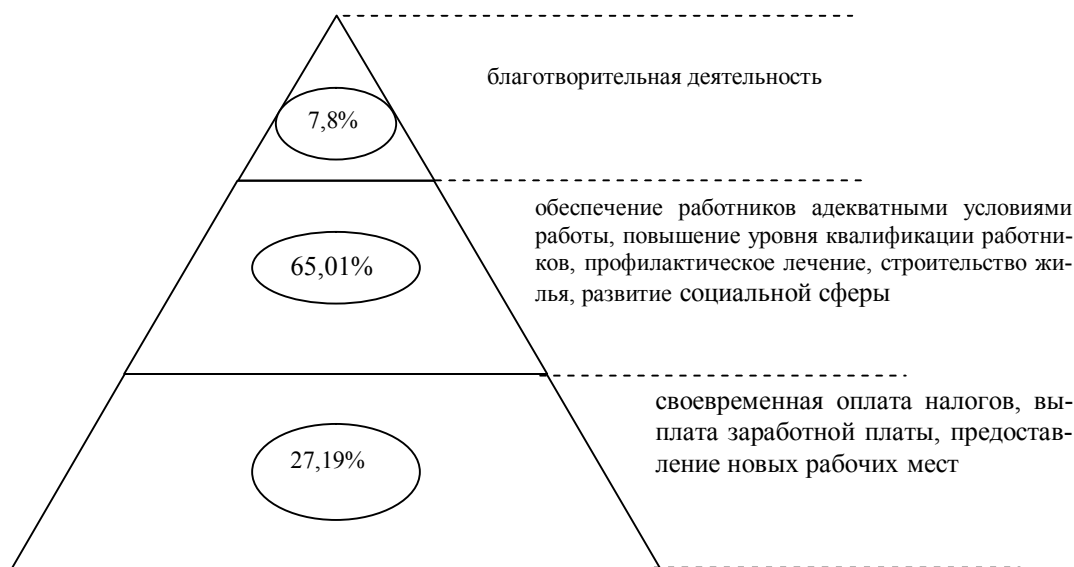 благотворительная деятельность
7,8%
обеспечение работников адекватными условиями
работы, повышение уровня квалификации работни-
ков, профилактическое лечение, строительство жи-
лья, развитие социальной сферы
65,01%
своевременная оплата налогов, вы-
плата заработной платы, предостав-
ление новых рабочих мест
27,19%